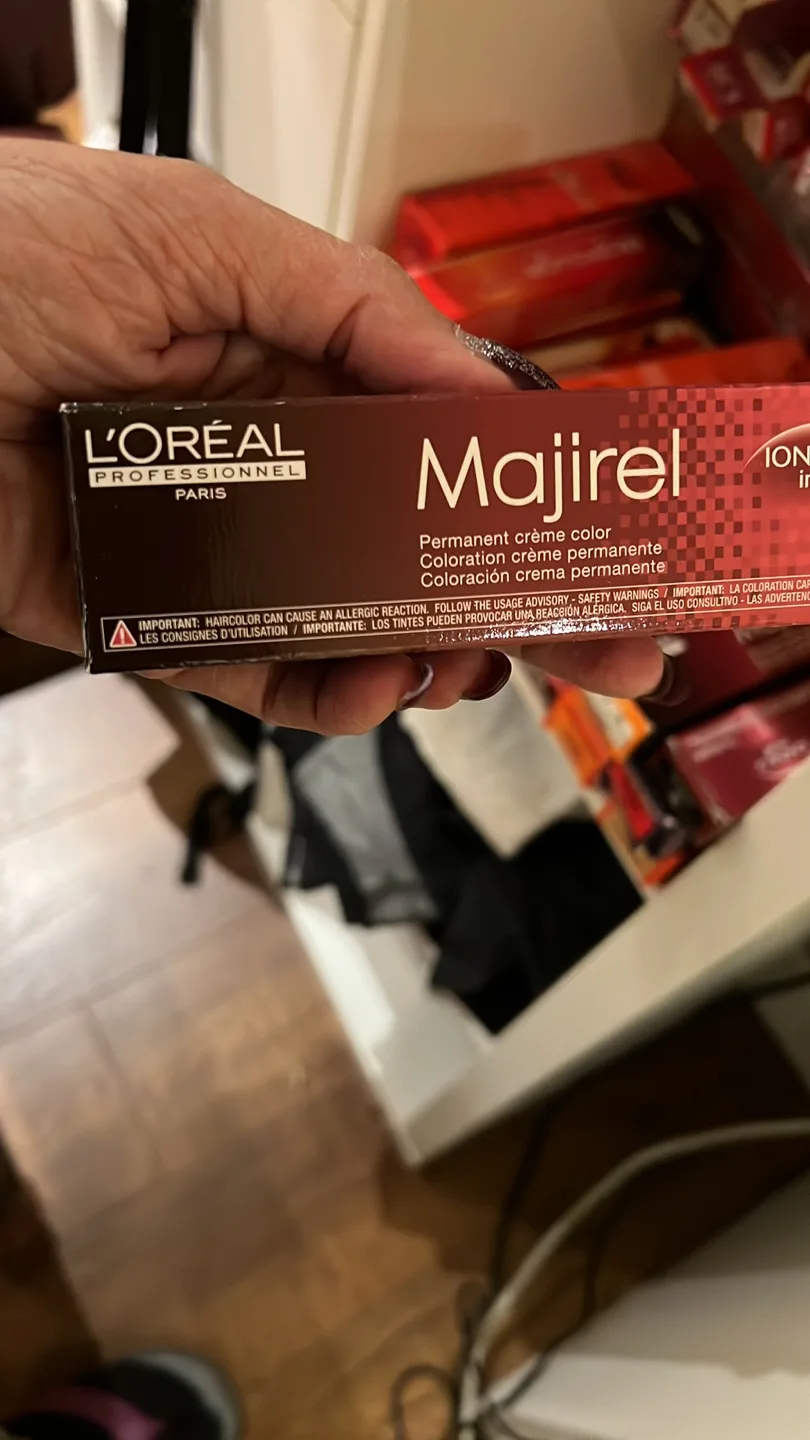 L'ORÉAL
PROFESSIONNEL
PARIS
Majirel
Permanent crème color
Coloration crème permanente
Coloración crema permanente
ION
IMPORTANT: HAIRCOLOR CAN CAUSE AN ALLERGIC REACTION. FOLLOW THE USAGE ADVISORY - SAFETY WARNINGS / IMPORTANT: LA COLORATION
LES CONSIGNES D'UTILISATION / IMPORTANTE: LOS TINTES PUEDEN PROVOCAR UNA REACCIÓN ALÉRGICA. SIGA EL USO CONSULTIVO - LAS